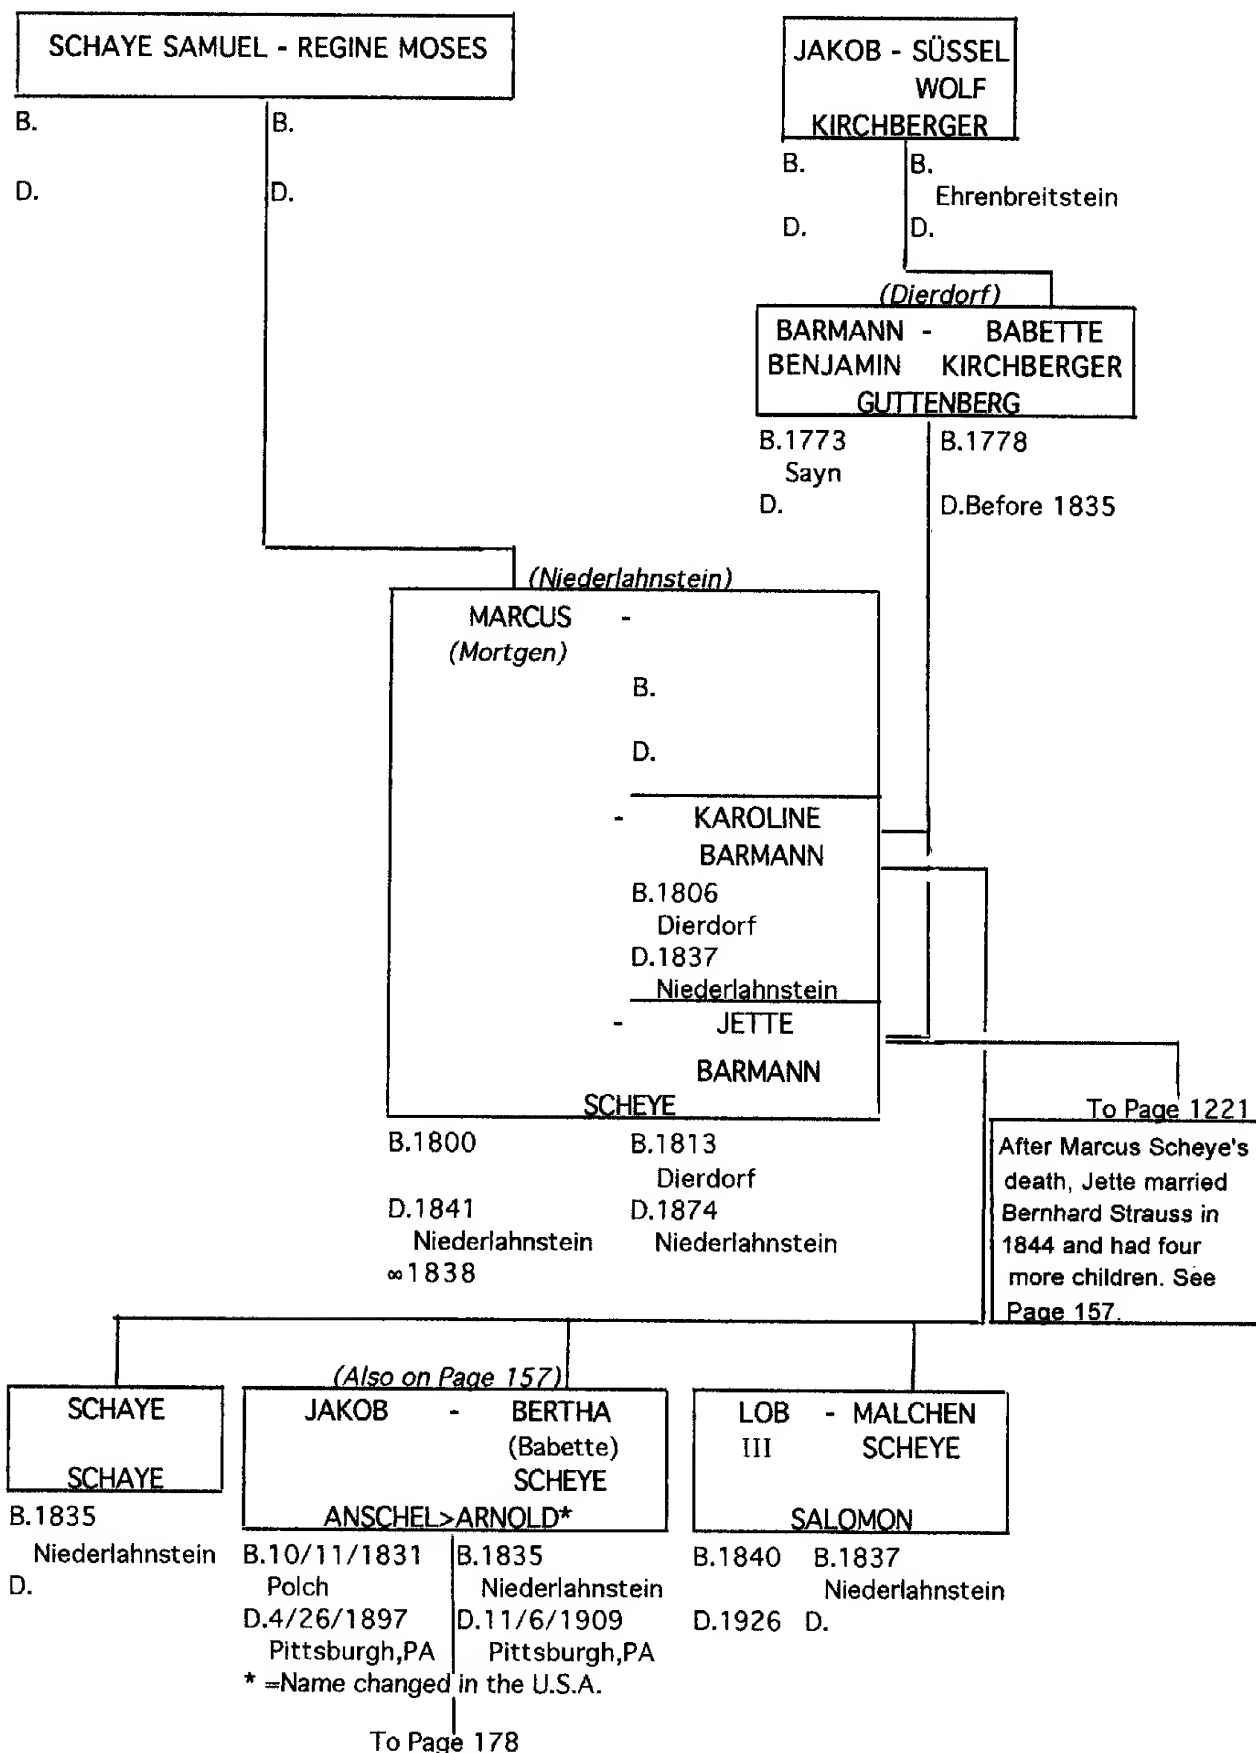 SCHAYE SAMUEL - REGINE MOSES
B. B.
D. D.
JAKOB - SÜSSEL
WOLF
KIRCHBERGER
B. B.
Ehrenbreitstein
D. D.
(Dierdorf)
BARMANN - BABETTE
BENJAMIN KIRCHBERGER
GUTTENBERG
B.1773 B.1778
Sayn
D. D.Before 1835
(Niederlahnstein)
MARCUS -
(Mortgen)
B.
D.
- KAROLINE
BARMANN
B.1806
Dierdorf
D.1837
Niederlahnstein
- JETTE
BARMANN
SCHEYE
B.1800 B.1813
Dierdorf
D.1841 D.1874
Niederlahnstein Niederlahnstein
∞1838
To Page 1221
After Marcus Scheye's
death, Jette married
Bernhard Strauss in
1844 and had four
more children. See
Page 157.
SCHAYE
SCHAYE
B.1835
Niederlahnstein
D.
(Also on Page 157)
JAKOB - BERTHA
(Babette)
SCHEYE
ANSCHEL>ARNOLD*
B.10/11/1831 B.1835
Polch Niederlahnstein
D.4/26/1897 D.11/6/1909
Pittsburgh,PA Pittsburgh,PA
* =Name changed in the U.S.A.
To Page 178
LOB - MALCHEN
III SCHEYE
SALOMON
B.1840 B.1837
Niederlahnstein
D.1926 D.